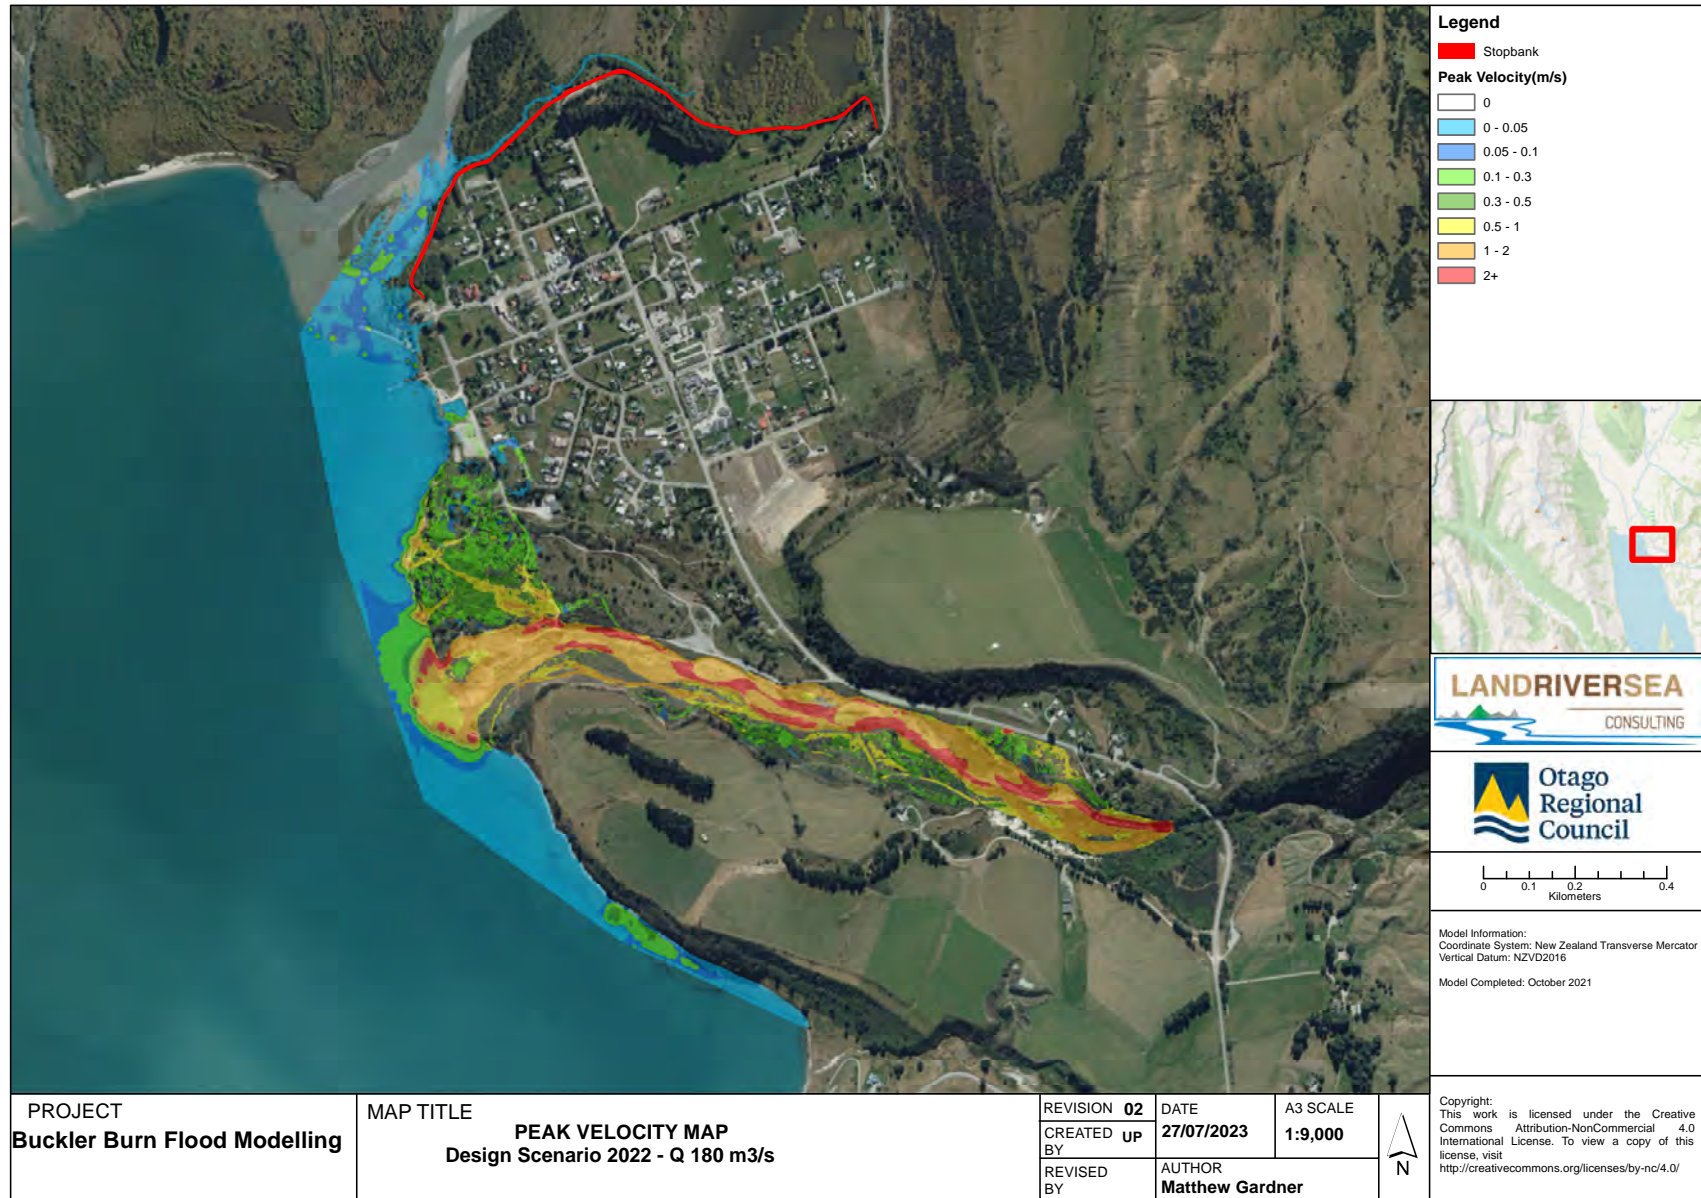 Legend
Stopbank
Peak Velocity(m/s)
0
0 - 0.05
0.05 - 0.1
0.1 - 0.3
0.3 - 0.5
0.5 - 1
1 - 2
2+
LANDRIVERSEA
CONSULTING
Otago
Regional
Council
0 0.1 0.2 0.4
Kilometers
Model Information:
Coordinate System: New Zealand Transverse Mercator
Vertical Datum: NZVD2016
Model Completed: October 2021
Copyright:
This work is licensed under the Creative
Commons Attribution-NonCommercial 4.0
International License. To view a copy of this
license, visit
http://creativecommons.org/licenses/by-nc/4.0/
PROJECT
Buckler Burn Flood Modelling
MAP TITLE
PEAK VELOCITY MAP
Design Scenario 2022 - Q 180 m3/s
REVISION 02
CREATED BY UP
REVISED BY
DATE
27/07/2023
A3 SCALE
1:9,000
AUTHOR
Matthew Gardner
N